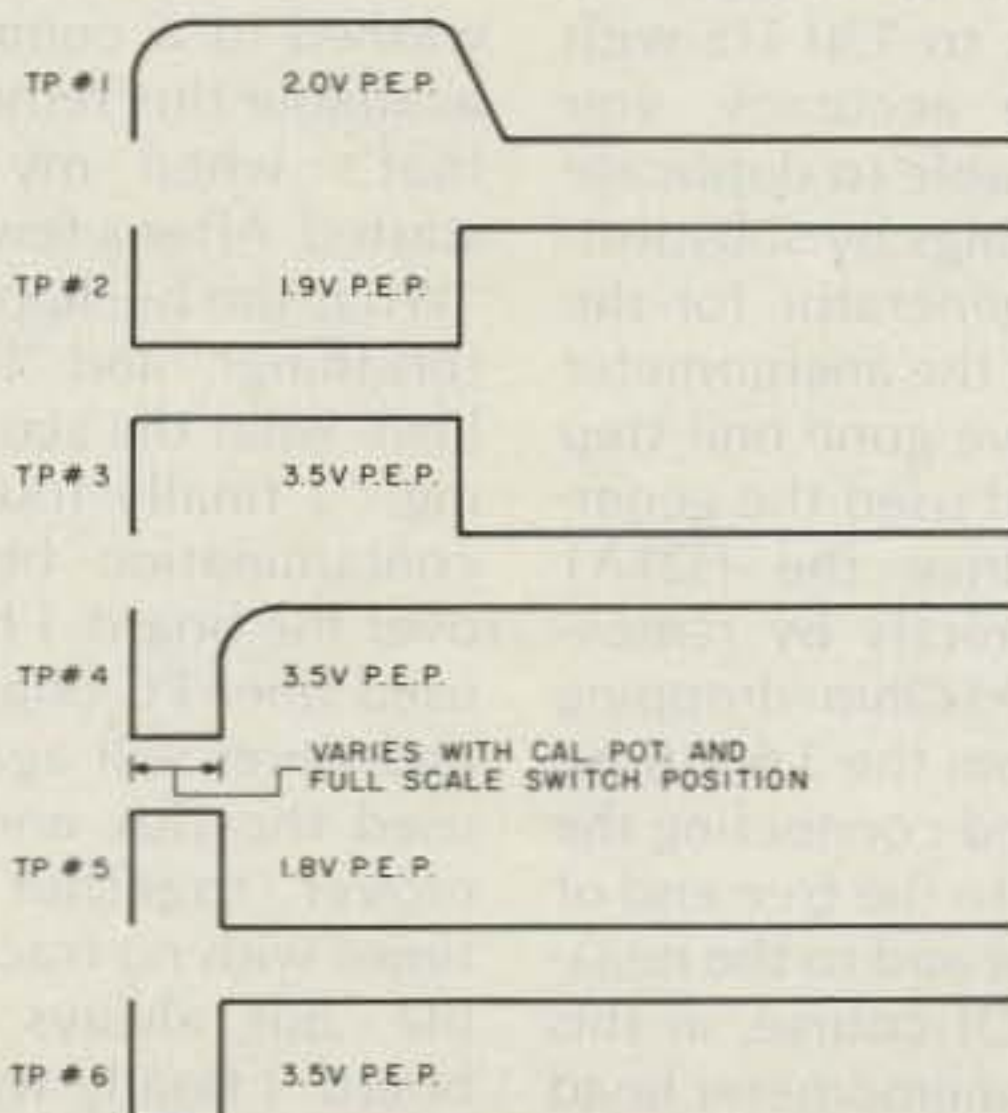 TP #1 2.0V P.E.P.
TP #2 1.9V P.E.P.
TP #3 3.5V P.E.P.
TP #4 3.5V P.E.P.
VARIES WITH CAL POT. AND
FULL SCALE SWITCH POSITION
TP #5 1.8V P.E.P.
TP #6 3.5V P.E.P.